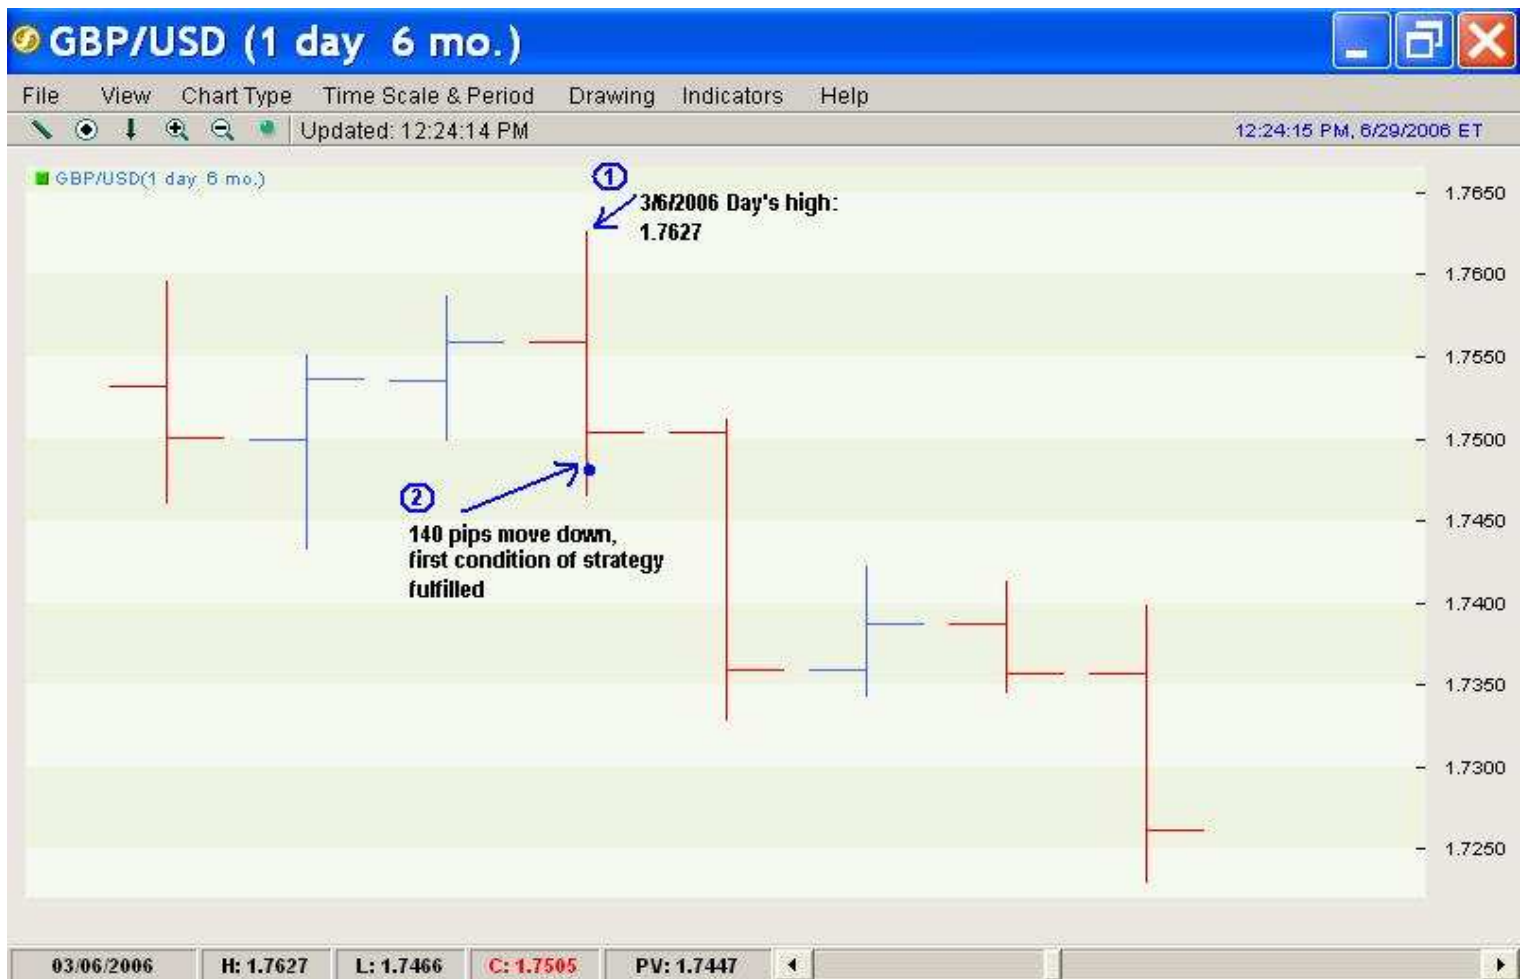 GBP/USD (1 day 6 mo.)
File View Chart Type Time Scale & Period Drawing Indicators Help
Updated: 12:24:14 PM 12:24:15 PM, 6/29/2006 ET
GBP/USD(1 day 6 mo.)
1
3/6/2006 Day's high:
1.7627
1.7650
1.7600
1.7550
1.7500
1.7450
1.7400
1.7350
1.7300
1.7250
2
140 pips move down,
first condition of strategy
fulfilled
03/06/2006 H: 1.7627 L: 1.7466 C: 1.7505 PV: 1.7447